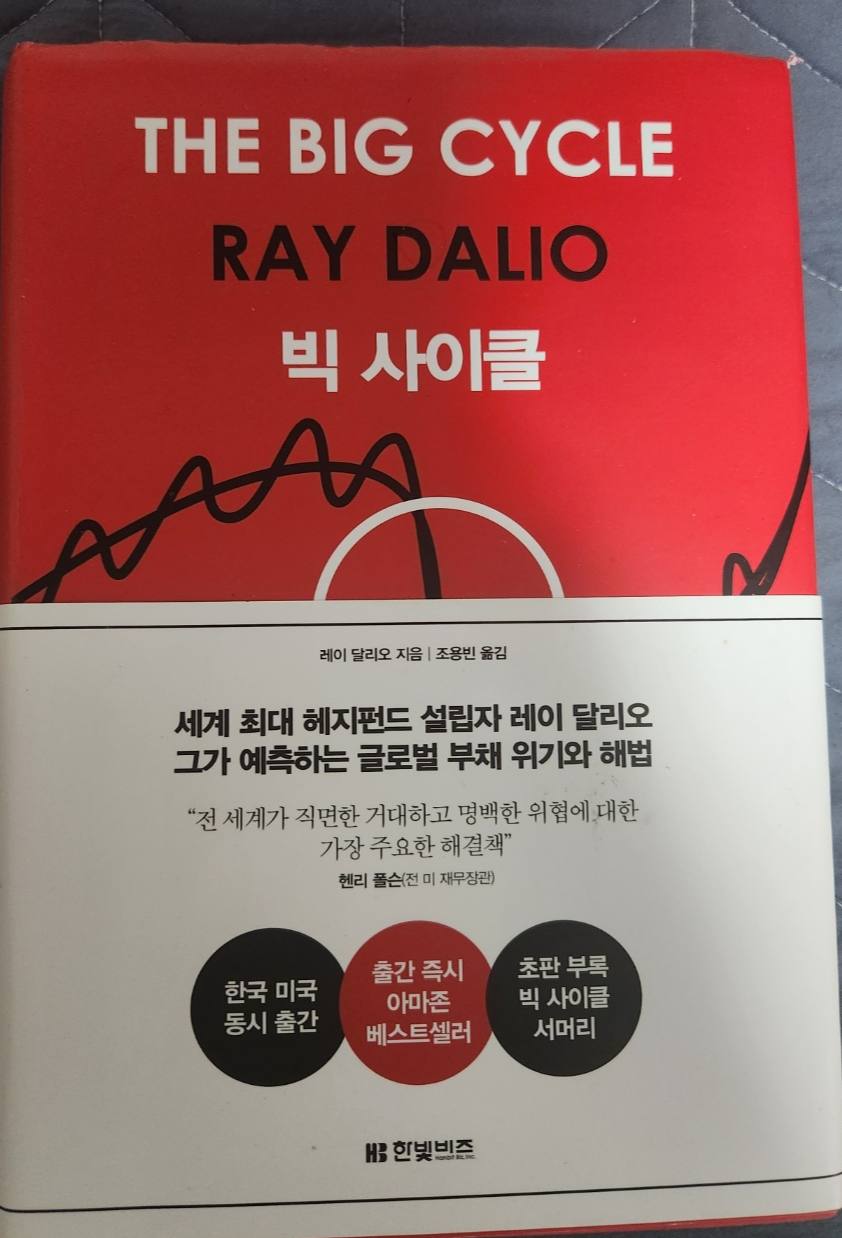 THE BIG CYCLE
RAY DALIO
빅 사이클
레이 달리오 지음 | 조용빈 옮김
세계 최대 헤지펀드 설립자 레이 달리오
그가 예측하는 글로벌 부채 위기와 해법
“전 세계가 직면한 거대하고 명백한 위협에 대한
가장 주요한 해결책”
헨리 폴슨(전 미 재무장관)
한국 미국
동시 출간
출간 즉시
아마존
베스트셀러
초판 부록
빅 사이클
서머리
HB 한빛비즈
Hanbit Biz, Inc.